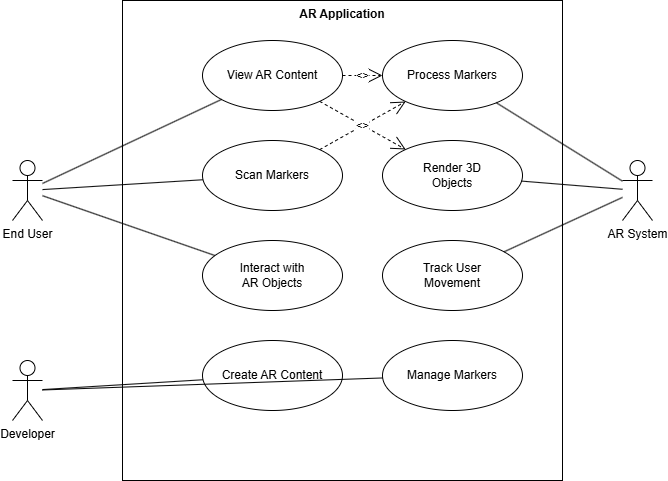 AR Application
View AR Content
Process Markers
Scan Markers
Render 3D
Objects
End User
AR System
Interact with
AR Objects
Track User
Movement
Create AR Content
Manage Markers
Developer